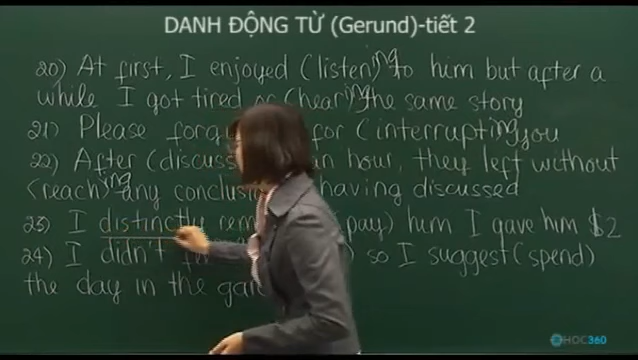 DANH ĐỘNG TỪ (Gerund)-tiết 2
20) At first, I enjoyed (listen)ing to him but after a
while I got tired of (hear)ing the same story
21) Please for (interrupt)ing you
22) After (discuss) an hour, they left without
(reach)ing any conclusion having discussed
23) I distinctly pay) him I gave him $2
24) I didn't so I suggest (spend)
the day in the
HOC360